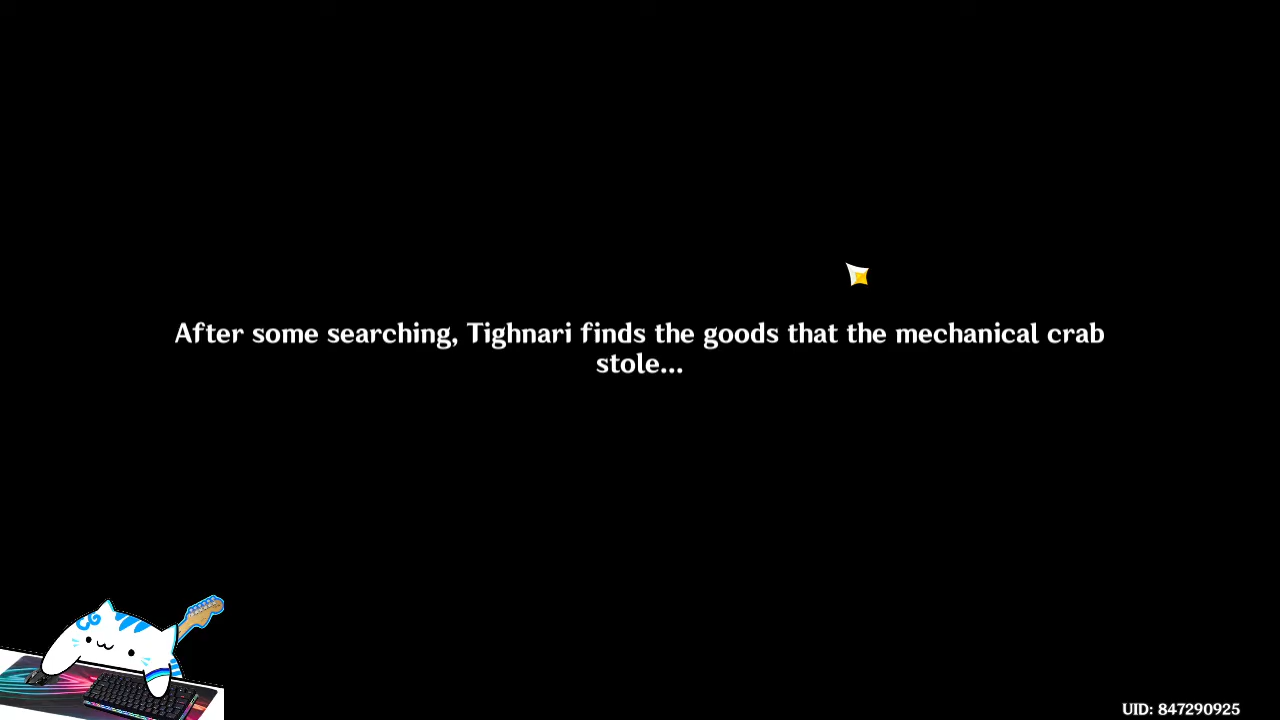 After some searching, Tighnari finds the goods that the mechanical crab
stole...
UID: 847290925